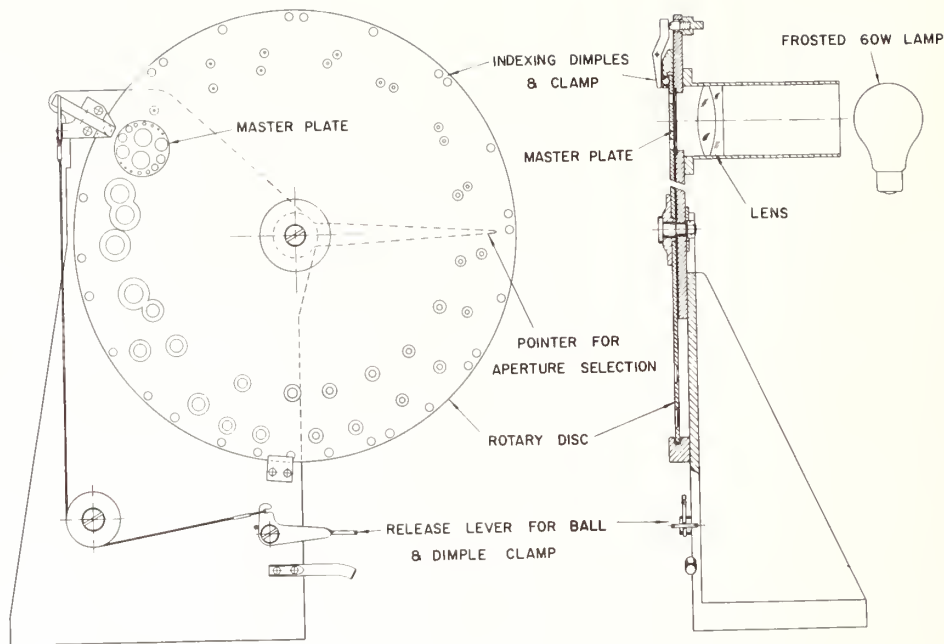 INDEXING DIMPLES
& CLAMP
FROSTED 60W LAMP
MASTER PLATE
MASTER PLATE
LENS
POINTER FOR
APERTURE SELECTION
ROTARY DISC
RELEASE LEVER FOR BALL
& DIMPLE CLAMP